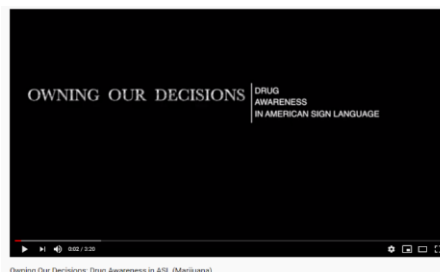 OWNING OUR DECISIONS
DRUG
AWARENESS
IN AMERICAN SIGN LANGUAGE
0:02 / 3:20
Owning Our Decisions: Drug Awareness in ASL (Marijuana)